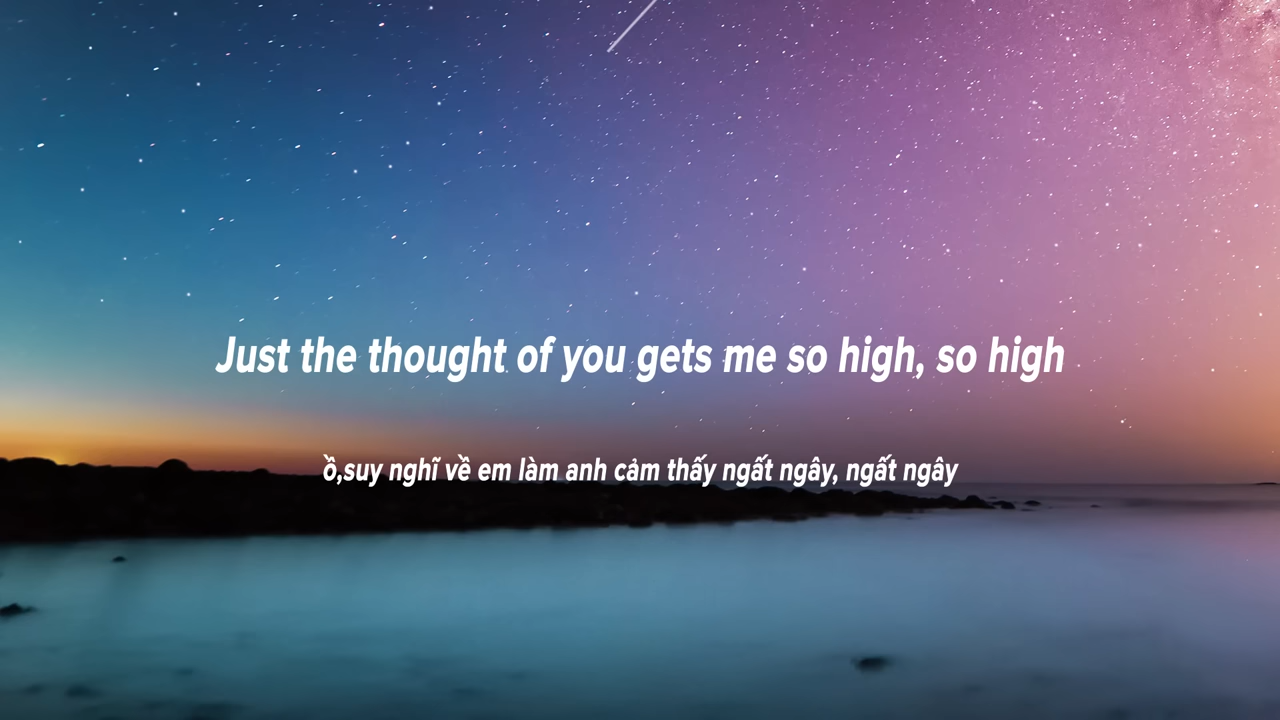 Just the thought of you gets me so high, so high
ồ,suy nghĩ về em làm anh cảm thấy ngất ngây, ngất ngây